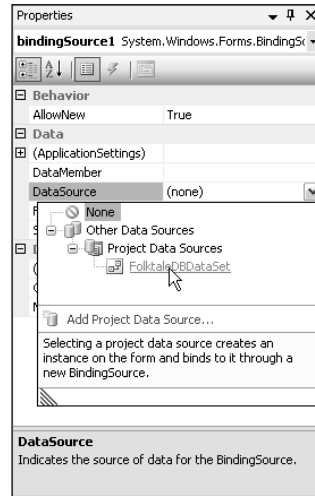 Properties
bindingSource1 System.Windows.Forms.BindingSo
Behavior
AllowNew True
Data
(ApplicationSettings)
DataMember
DataSource (none)
None
Other Data Sources
Project Data Sources
FolktaleDBDataSet
Add Project Data Source...
Selecting a project data source creates an
instance on the form and binds to it through a
new BindingSource.
DataSource
Indicates the source of data for the BindingSource.